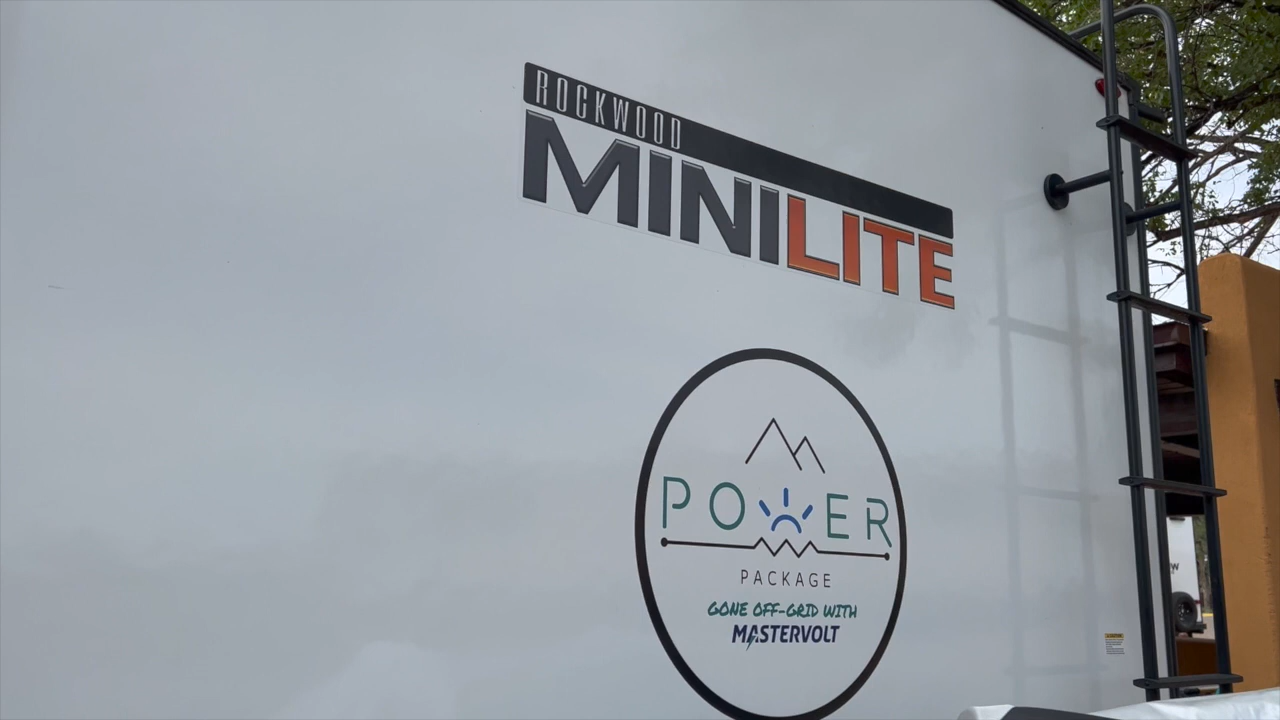 ROCKWOOD
MINILITE
POWER
PACKAGE
GONE OFF-GRID WITH
MASTERVOLT